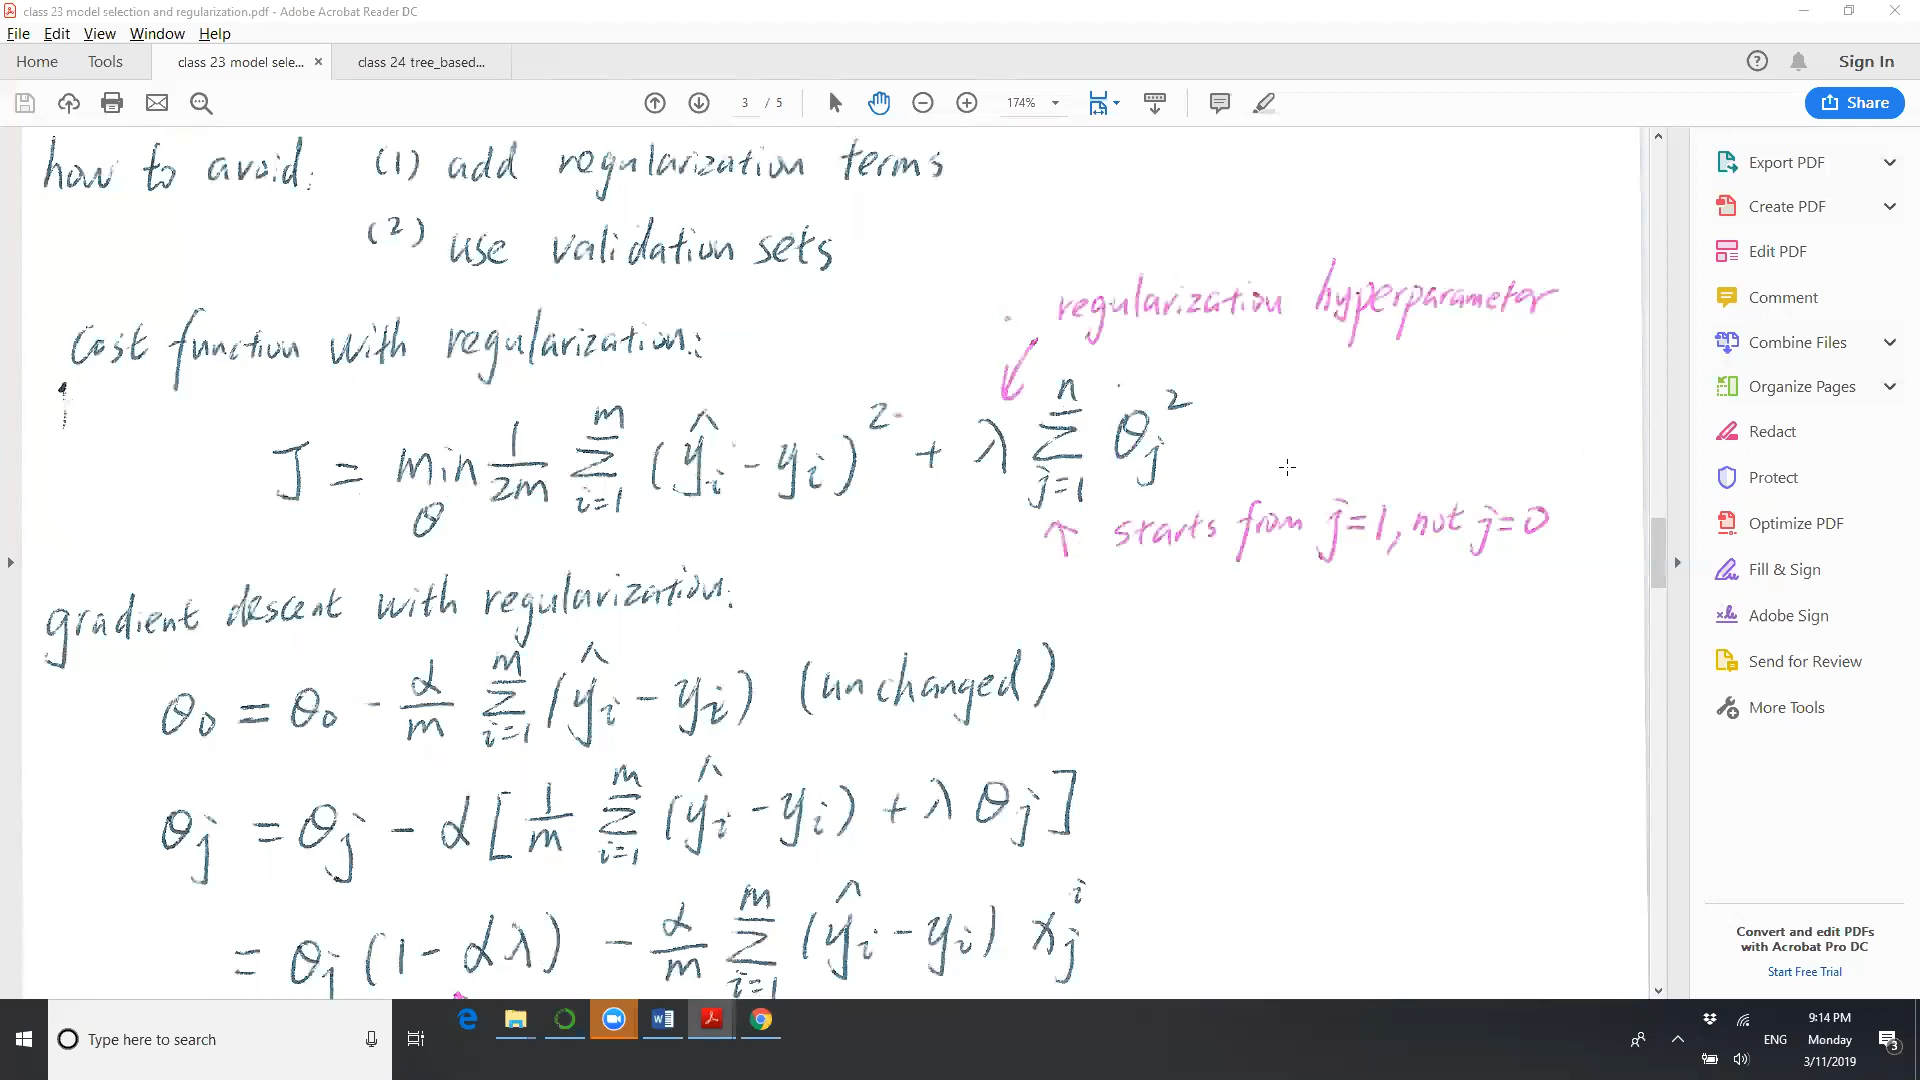 class 23 model selection and regularization.pdf - Adobe Acrobat Reader DC
File Edit View Window Help
Home Tools class 23 model sele... × class 24 tree_based... Sign In
3 / 5 174% Share
how to avoid: (1) add regularization terms
(2) use validation sets
regularization hyperparameter
Cost function with regularization:
J = min_θ 1/2m Σ_{i=1}^{m} (ŷ_i - y_i)^2 + λ Σ_{j=1}^{n} θ_j^2
↑ starts from j=1, not j=0
gradient descent with regularization:
θ_0 = θ_0 - α/m Σ_{i=1}^{m} (ŷ_i - y_i) (unchanged)
θ_j = θ_j - α [ 1/m Σ_{i=1}^{m} (ŷ_i - y_i) + λ θ_j ]
= θ_j (1 - αλ) - α/m Σ_{i=1}^{m} (ŷ_i - y_i) x_j^i
Export PDF
Create PDF
Edit PDF
Comment
Combine Files
Organize Pages
Redact
Protect
Optimize PDF
Fill & Sign
Adobe Sign
Send for Review
More Tools
Convert and edit PDFs
with Acrobat Pro DC
Start Free Trial
Type here to search
ENG
9:14 PM
Monday
3/11/2019
3